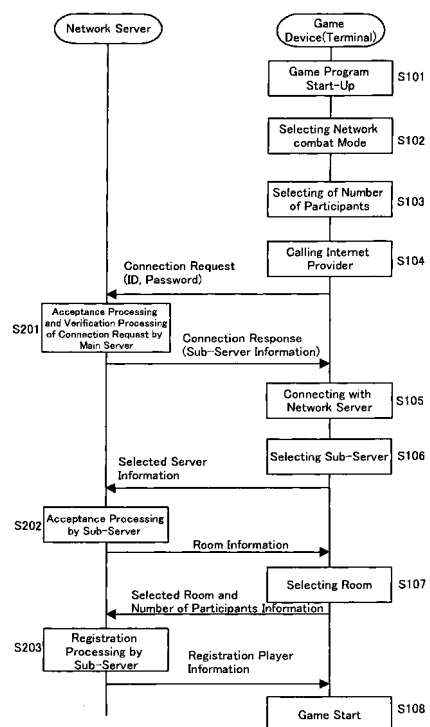 Network Server
Game
Device(Terminal)
Game Program
Start-Up
S101
Selecting Network
combat Mode
S102
Selecting of Number
of Participants
S103
Calling Internet
Provider
S104
Connection Request
(ID, Password)
S201
Acceptance Processing
and Verification Processing
of Connection Request by
Main Server
Connection Response
(Sub-Server Information)
Connecting with
Network Server
S105
Selecting Sub-Server
S106
Selected Server
Information
S202
Acceptance Processing
by Sub-Server
Room Information
Selecting Room
S107
Selected Room and
Number of Participants Information
S203
Registration
Processing by
Sub-Server
Registration Player
Information
Game Start
S108